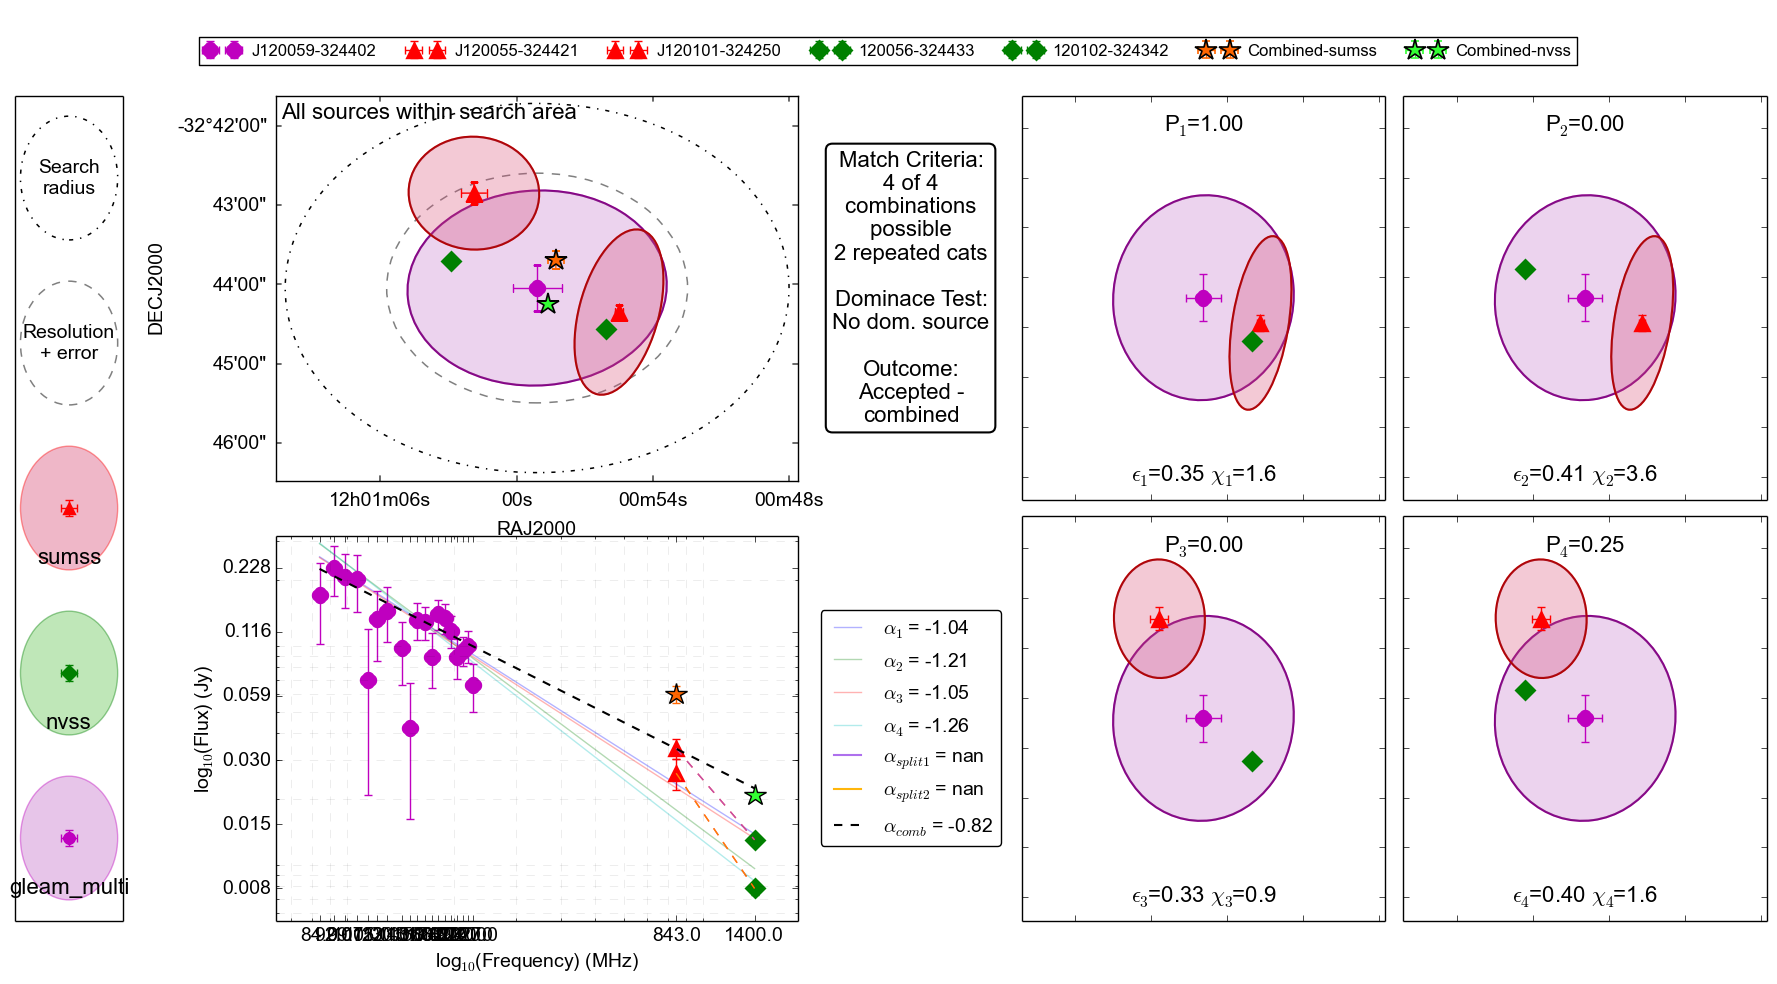 J120059-324402 J120055-324421 J120101-324250 120056-324433 120102-324342 Combined-sumss Combined-nvss
Search
radius
Resolution
+ error
sumss
nvss
gleam_multi
All sources within search area
DECJ2000
-32°42'00"
43'00"
44'00"
45'00"
46'00"
12h01m06s 00s 00m54s 00m48s
RAJ2000
Match Criteria:
4 of 4
combinations
possible
2 repeated cats
Dominace Test:
No dom. source
Outcome:
Accepted -
combined
P1=1.00
ϵ1=0.35 χ1=1.6
P2=0.00
ϵ2=0.41 χ2=3.6
P3=0.00
ϵ3=0.33 χ3=0.9
P4=0.25
ϵ4=0.40 χ4=1.6
log10(Flux) (Jy)
0.228
0.116
0.059
0.030
0.015
0.008
843.0 1400.0
log10(Frequency) (MHz)
α1 = -1.04
α2 = -1.21
α3 = -1.05
α4 = -1.26
αsplit1 = nan
αsplit2 = nan
αcomb = -0.82